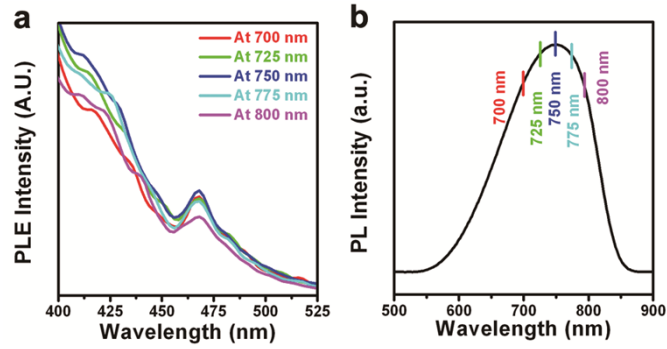 a
At 700 nm
At 725 nm
At 750 nm
At 775 nm
At 800 nm
PLE Intensity (A.U.)
400 425 450 475 500 525
Wavelength (nm)
b
700 nm
725 nm
750 nm
775 nm
800 nm
PL Intensity (a.u.)
500 600 700 800 900
Wavelength (nm)